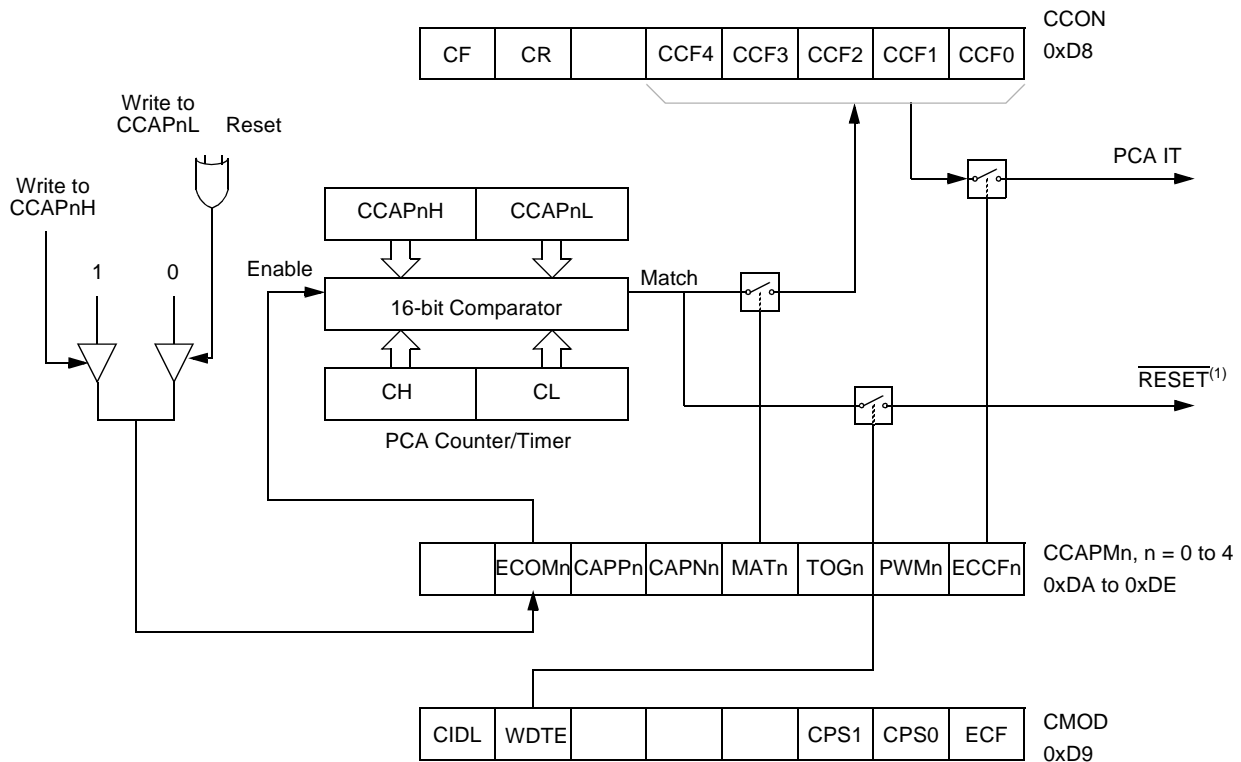 CCON
0xD8
CF CR CCF4 CCF3 CCF2 CCF1 CCF0
Write to
CCAPnL Reset
PCA IT
Write to
CCAPnH
CCAPnH CCAPnL
1 0
Enable
Match
16-bit Comparator
CH CL
RESET(1)
PCA Counter/Timer
ECOMn CAPPn CAPNn MATn TOGn PWMn ECCFn
CCAPMn, n = 0 to 4
0xDA to 0xDE
CIDL WDTE CPS1 CPS0 ECF
CMOD
0xD9